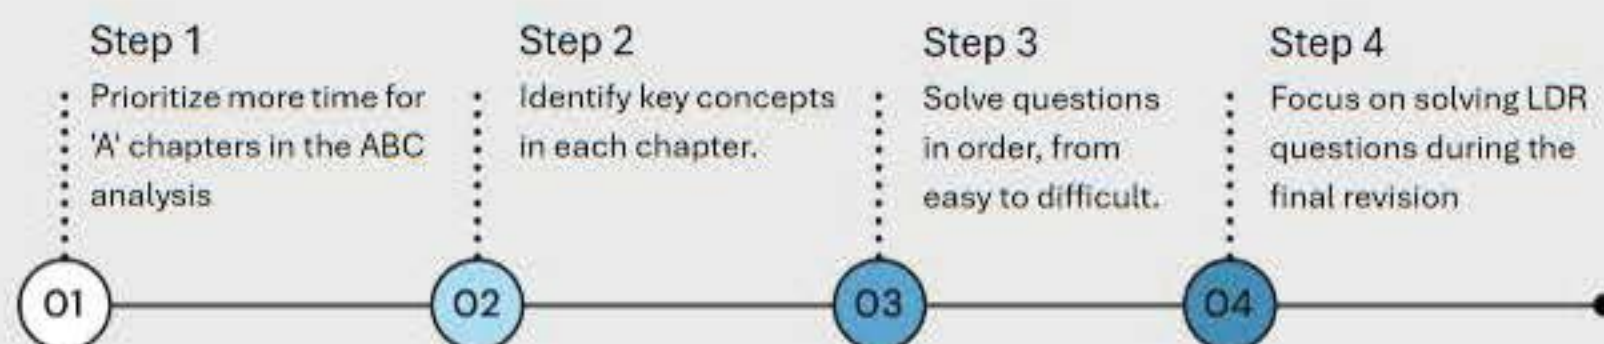 Step 1
Prioritize more time for
'A' chapters in the ABC
analysis
Step 2
Identify key concepts
in each chapter.
Step 3
Solve questions
in order, from
easy to difficult.
Step 4
Focus on solving LDR
questions during the
final revision
01
02
03
04